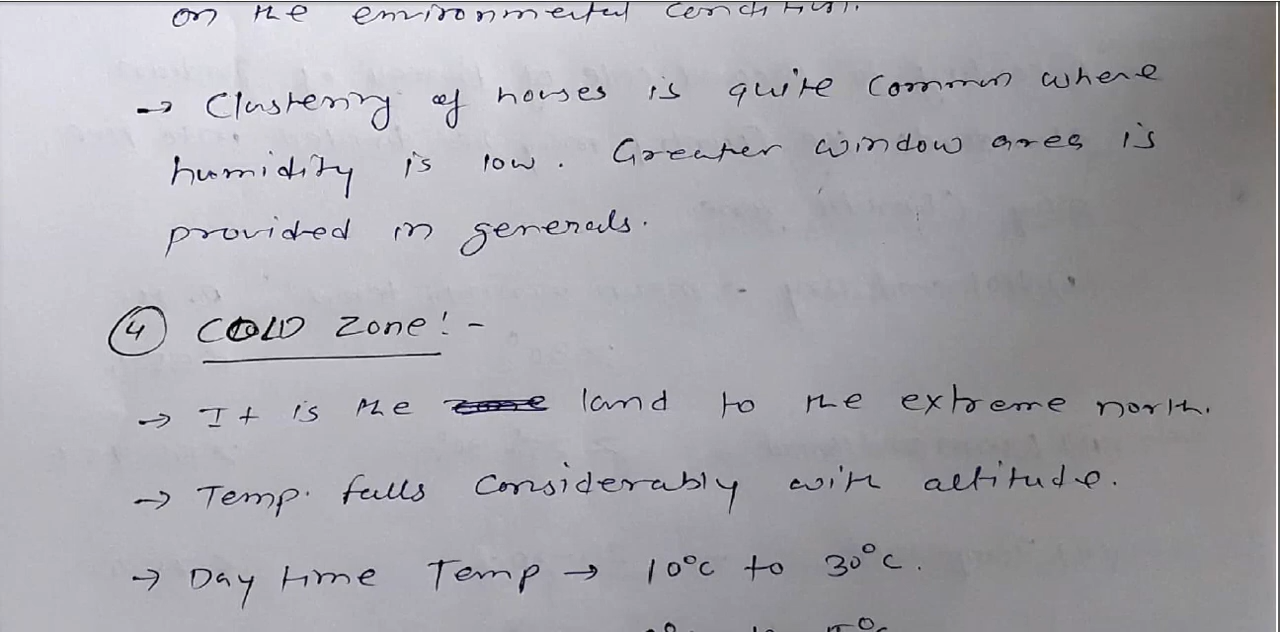 on the environmental condition.
→ Clustering of houses is quite common where
humidity is low. Greater window area is
provided in generals.
④ COLD Zone:-
→ It is the land to the extreme north.
→ Temp. falls considerably with altitude.
→ Day time Temp → 10°C to 30°C.